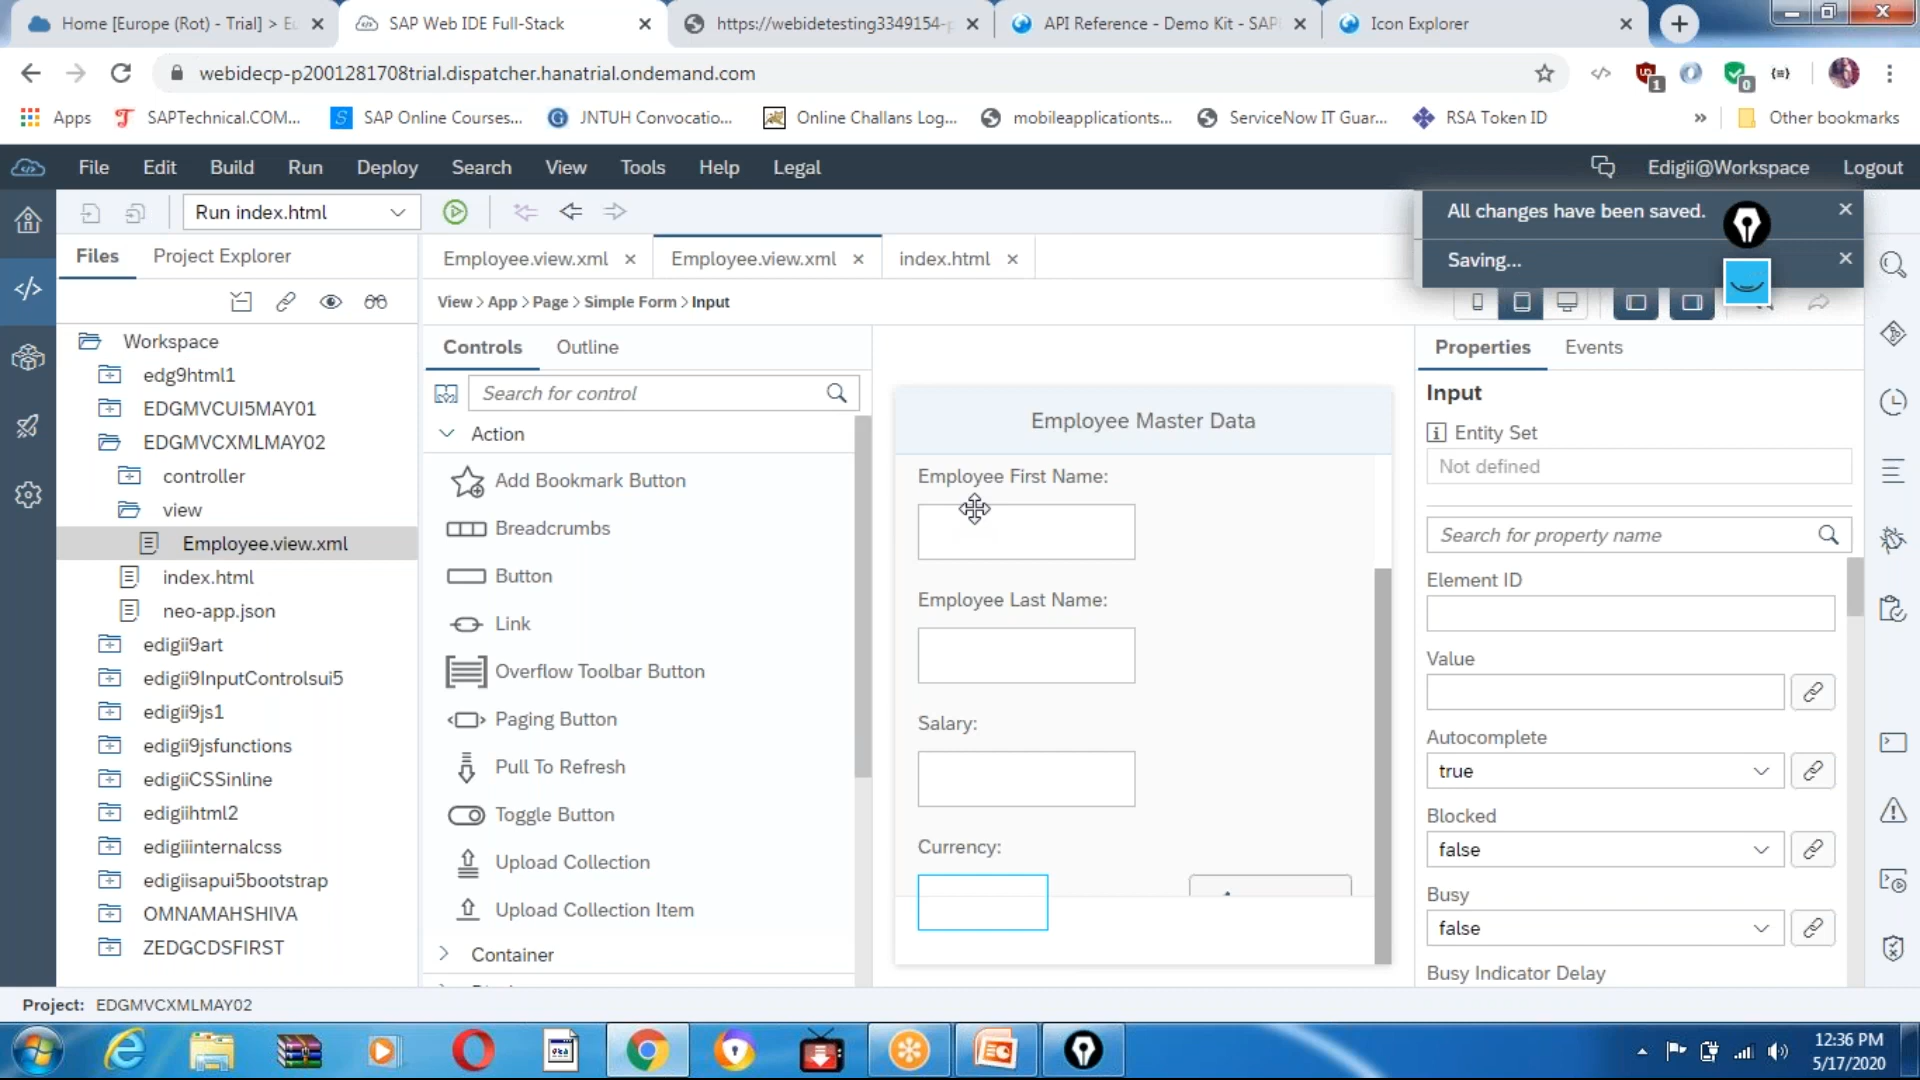 Home [Europe (Rot) - Trial] > Eu
SAP Web IDE Full-Stack
https://webidetesting3349154-p
API Reference - Demo Kit - SAP
Icon Explorer
webidecp-p2001281708trial.dispatcher.hanatrial.ondemand.com
1
0
Apps
SAPTechnical.COM...
SAP Online Courses...
JNTUH Convocatio...
Online Challans Log...
mobileapplicationts...
ServiceNow IT Guar...
RSA Token ID
»
Other bookmarks
File
Edit
Build
Run
Deploy
Search
View
Tools
Help
Legal
Edigii@Workspace
Logout
Run index.html
All changes have been saved.
Saving...
Files
Project Explorer
Employee.view.xml
Employee.view.xml
index.html
View > App > Page > Simple Form > Input
Workspace
edg9html1
EDGMVCUI5MAY01
EDGMVCXMLMAY02
controller
view
Employee.view.xml
index.html
neo-app.json
edigii9art
edigii9InputControlsui5
edigii9js1
edigii9jsfunctions
edigiiCSSinline
edigiihtml2
edigiiinternalcss
edigiisapui5bootstrap
OMNAMAHSHIVA
ZEDGCDSFIRST
Controls
Outline
Search for control
Action
Add Bookmark Button
Breadcrumbs
Button
Link
Overflow Toolbar Button
Paging Button
Pull To Refresh
Toggle Button
Upload Collection
Upload Collection Item
Container
Employee Master Data
Employee First Name:
Employee Last Name:
Salary:
Currency:
Properties
Events
Input
Entity Set
Not defined
Search for property name
Element ID
Value
Autocomplete
true
Blocked
false
Busy
false
Busy Indicator Delay
Project: EDGMVCXMLMAY02
12:36 PM
5/17/2020